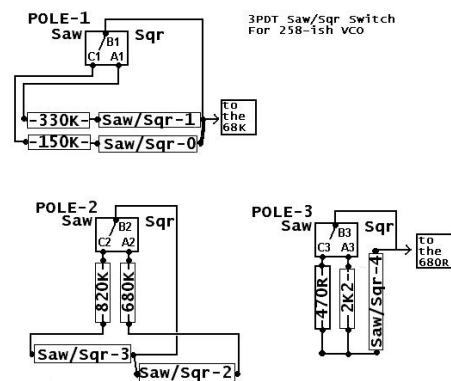 3PDT Saw/Sqr Switch
For 258-ish VCO
POLE-1
Saw
Sqr
B1
C1 A1
-330K-
Saw/Sqr-1
-150K-
Saw/Sqr-0
to
the
68K
POLE-2
Saw
Sqr
B2
C2 A2
820K
680K
Saw/Sqr-3
Saw/Sqr-2
POLE-3
Saw
Sqr
B3
C3 A3
-470R-
2K2-
Saw/Sqr-4
to
the
680R